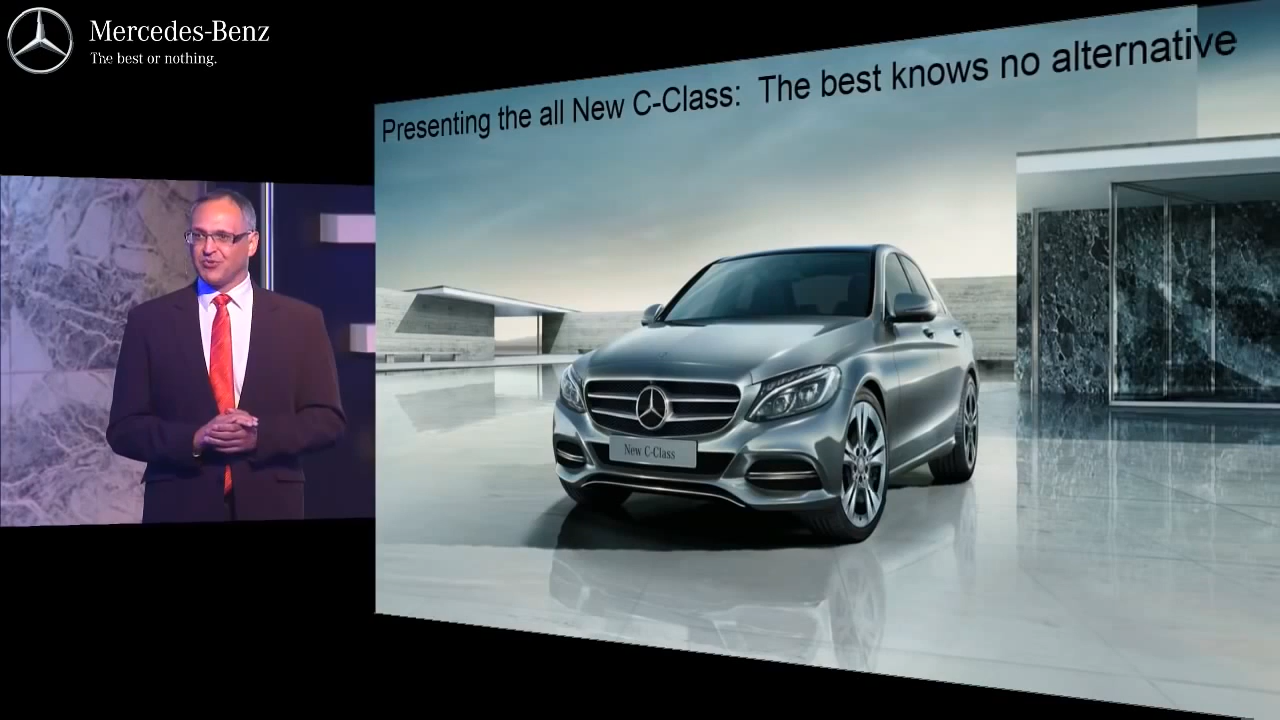 Mercedes-Benz
The best or nothing.
Presenting the all New C-Class: The best knows no alternative
New C-Class